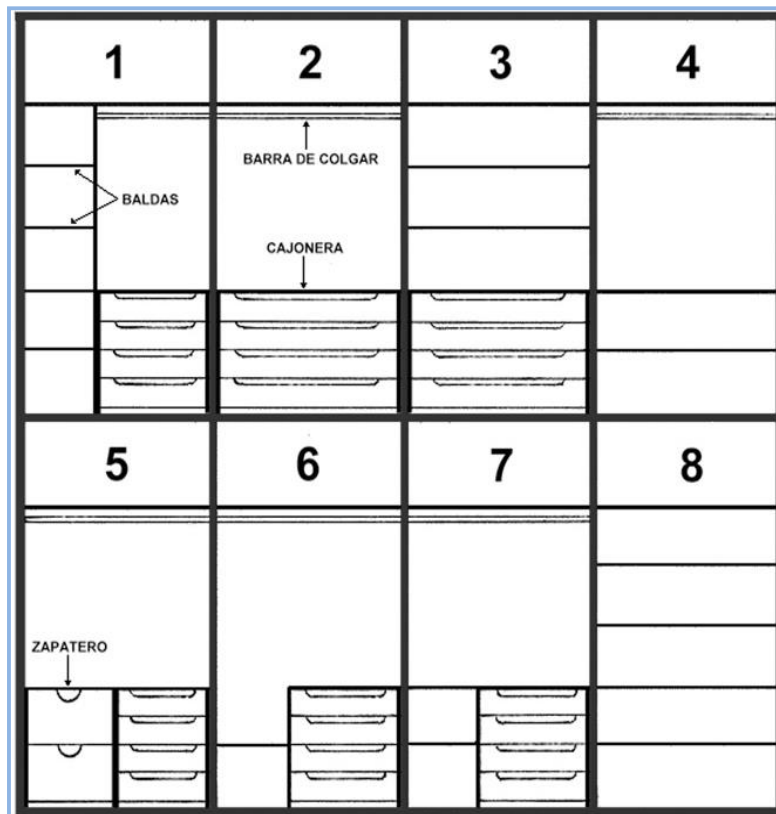 1 2 3 4
BARRA DE COLGAR
BALDAS
CAJONERA
5 6 7 8
ZAPATERO